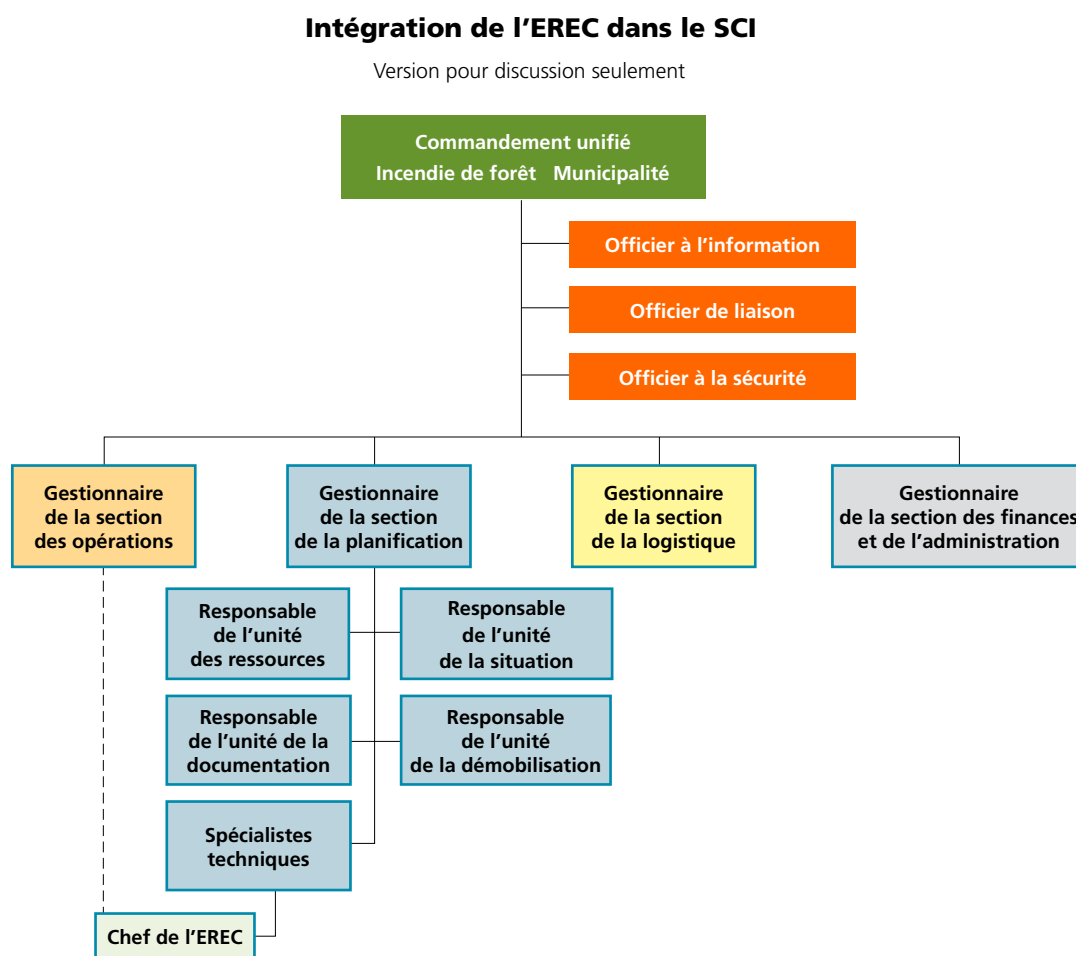 Intégration de l’EREC dans le SCI
Version pour discussion seulement
Commandement unifié
Incendie de forêt Municipalité
Officier à l’information
Officier de liaison
Officier à la sécurité
Gestionnaire
de la section
des opérations
Gestionnaire
de la section
de la planification
Gestionnaire
de la section
de la logistique
Gestionnaire
de la section des finances
et de l’administration
Responsable
de l’unité
des ressources
Responsable
de l’unité
de la situation
Responsable
de l’unité de la
documentation
Responsable
de l’unité
de la démobilisation
Spécialistes
techniques
Chef de l’EREC